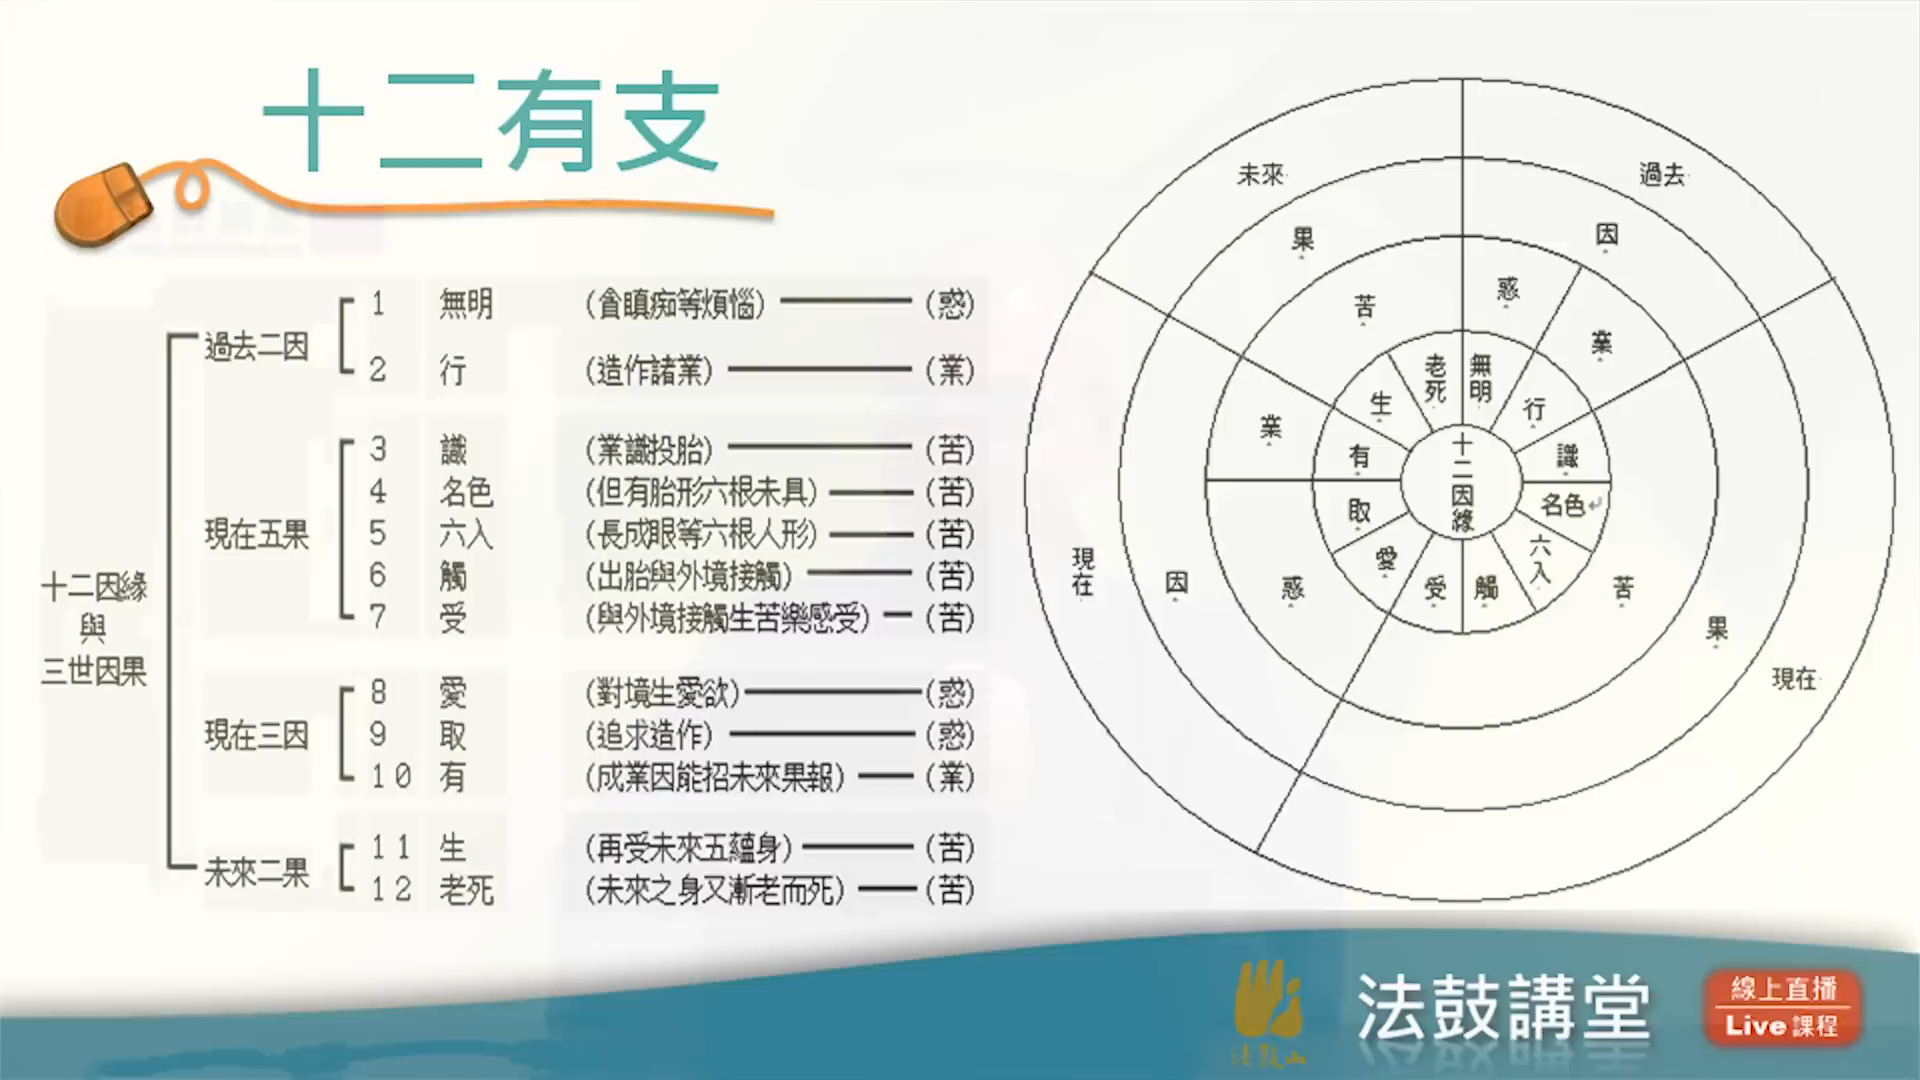 十二有支
十二因緣
與
三世因果
過去二因
1 無明 (貪瞋痴等煩惱) (惑)
2 行 (造作諸業) (業)
現在五果
3 識 (業識投胎) (苦)
4 名色 (但有胎形六根未具) (苦)
5 六入 (長成眼等六根人形) (苦)
6 觸 (出胎與外境接觸) (苦)
7 受 (與外境接觸生苦樂感受) (苦)
現在三因
8 愛 (對境生愛欲) (惑)
9 取 (追求造作) (惑)
10 有 (成業因能招未來果報) (業)
未來二果
11 生 (再受未來五蘊身) (苦)
12 老死 (未來之身又漸老而死) (苦)
未來
過去
現在
現在
果
因
果
因
苦
惑
業
苦
惑
業
老死
無明
行
識
名色
六入
觸
受
愛
取
有
生
十二因緣
法鼓山
法鼓講堂
線上直播
Live 課程